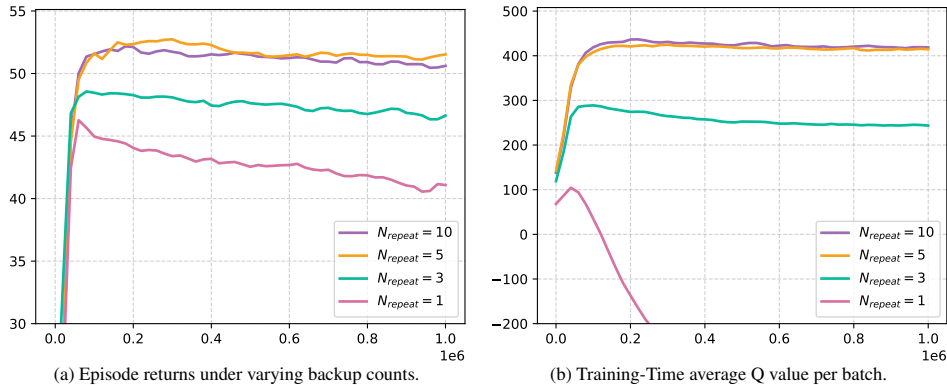 55
50
45
40
35
30
0.0 0.2 0.4 0.6 0.8 1.0
1e6
N_repeat = 10
N_repeat = 5
N_repeat = 3
N_repeat = 1
(a) Episode returns under varying backup counts.
500
400
300
200
100
0
−100
−200
0.0 0.2 0.4 0.6 0.8 1.0
1e6
N_repeat = 10
N_repeat = 5
N_repeat = 3
N_repeat = 1
(b) Training-Time average Q value per batch.